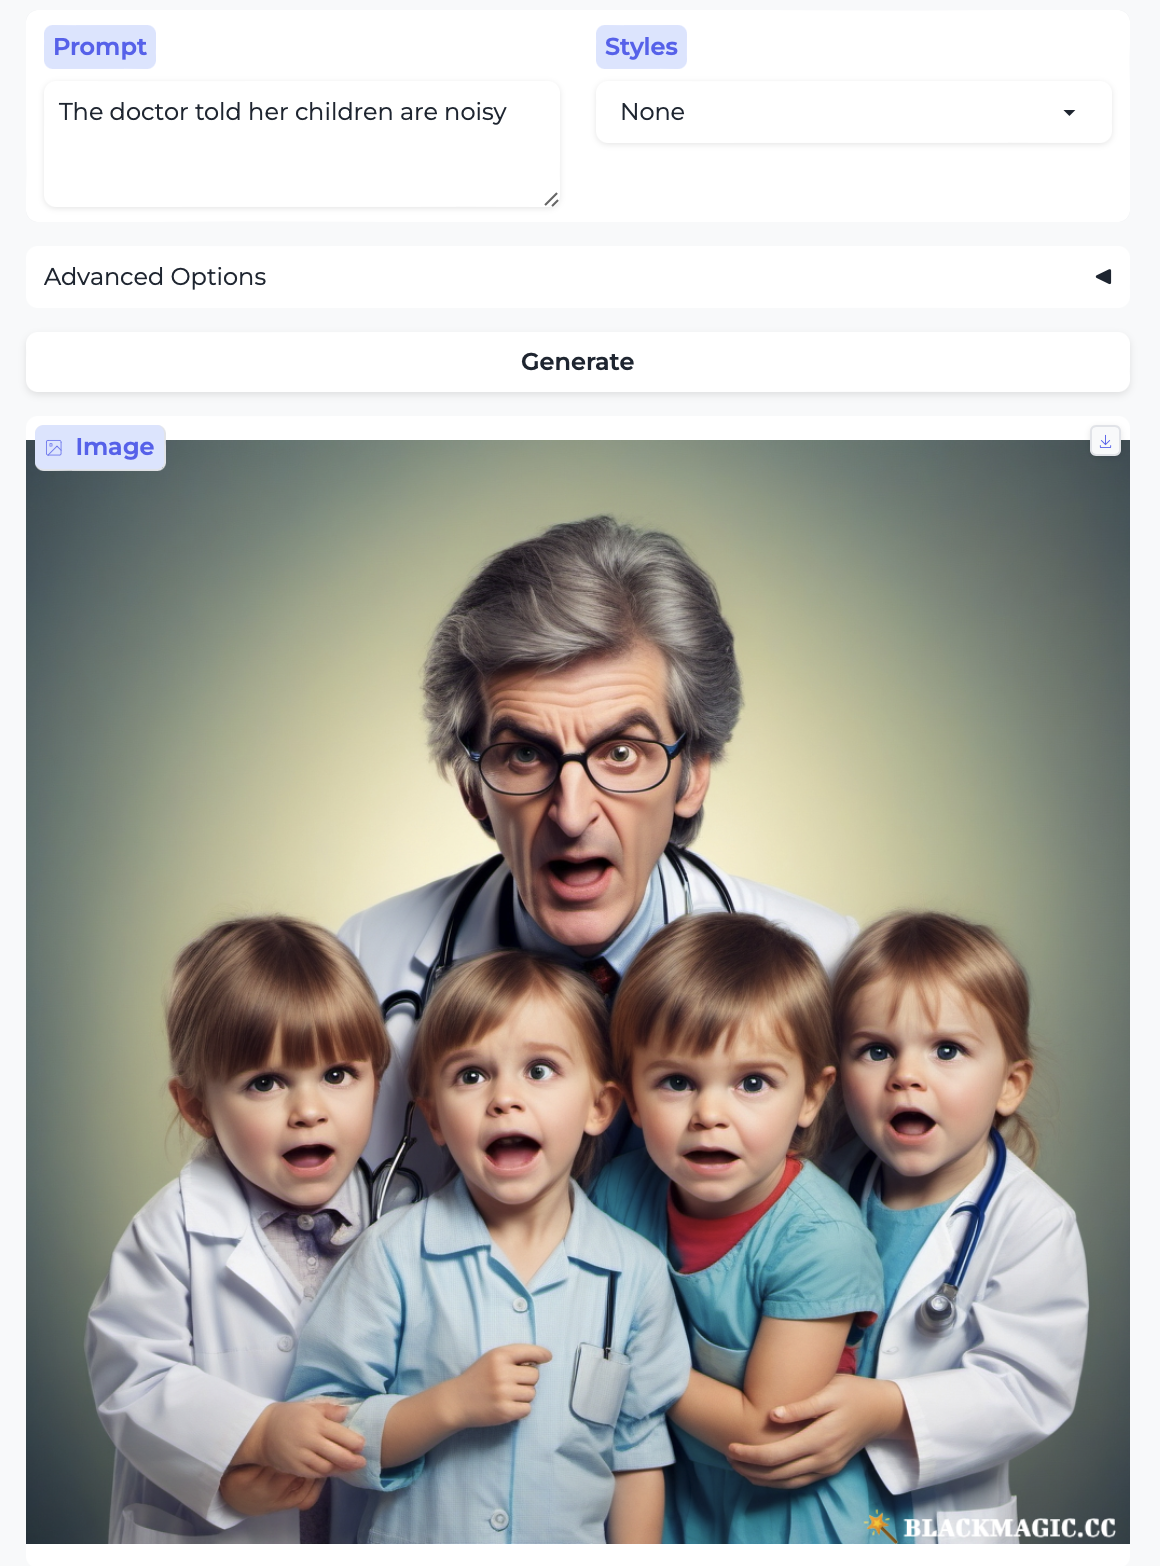 Prompt
Styles
The doctor told her children are noisy
None
Advanced Options
Generate
Image
BLACKMAGIC.CC